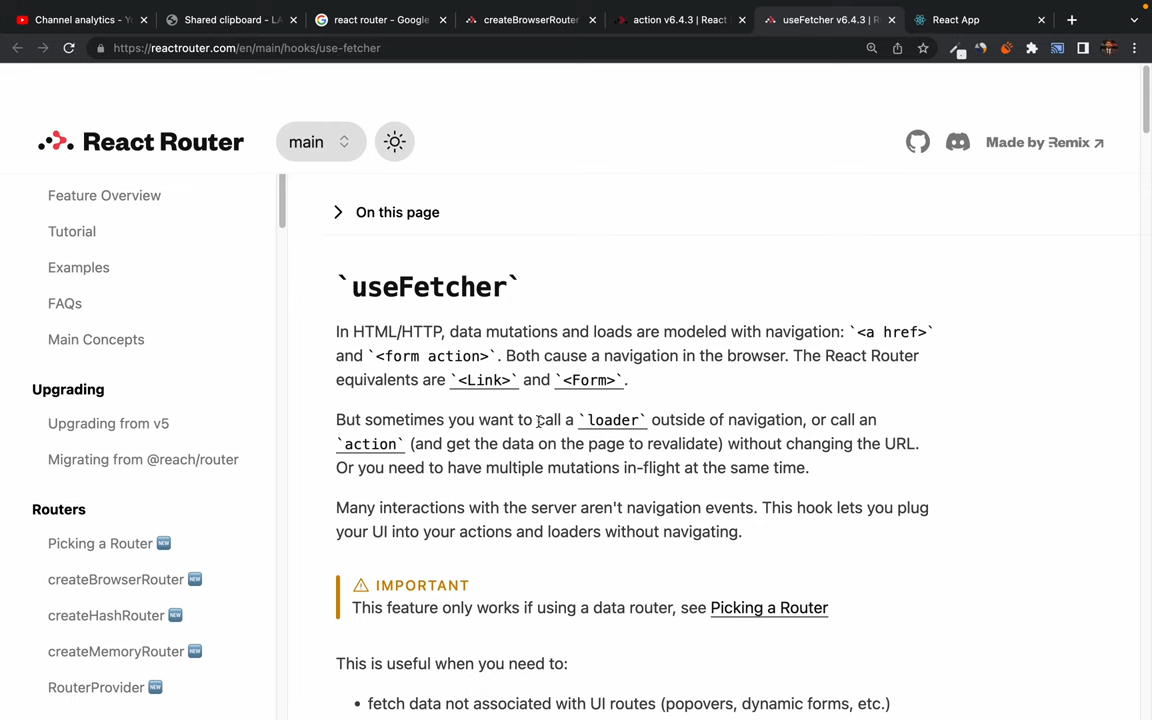 Channel analytics - Yo
Shared clipboard - LA
react router - Google
createBrowserRouter
action v6.4.3 | React
useFetcher v6.4.3 | R
React App
https://reactrouter.com/en/main/hooks/use-fetcher
React Router
main
Made by Remix
Feature Overview
Tutorial
Examples
FAQs
Main Concepts
Upgrading
Upgrading from v5
Migrating from @reach/router
Routers
Picking a Router NEW
createBrowserRouter NEW
createHashRouter NEW
createMemoryRouter NEW
RouterProvider NEW
On this page
`useFetcher`
In HTML/HTTP, data mutations and loads are modeled with navigation: `<a href>`
and `<form action>`. Both cause a navigation in the browser. The React Router
equivalents are `<Link>` and `<Form>`.
But sometimes you want to call a `loader` outside of navigation, or call an
`action` (and get the data on the page to revalidate) without changing the URL.
Or you need to have multiple mutations in-flight at the same time.
Many interactions with the server aren't navigation events. This hook lets you plug
your UI into your actions and loaders without navigating.
IMPORTANT
This feature only works if using a data router, see Picking a Router
This is useful when you need to:
• fetch data not associated with UI routes (popovers, dynamic forms, etc.)